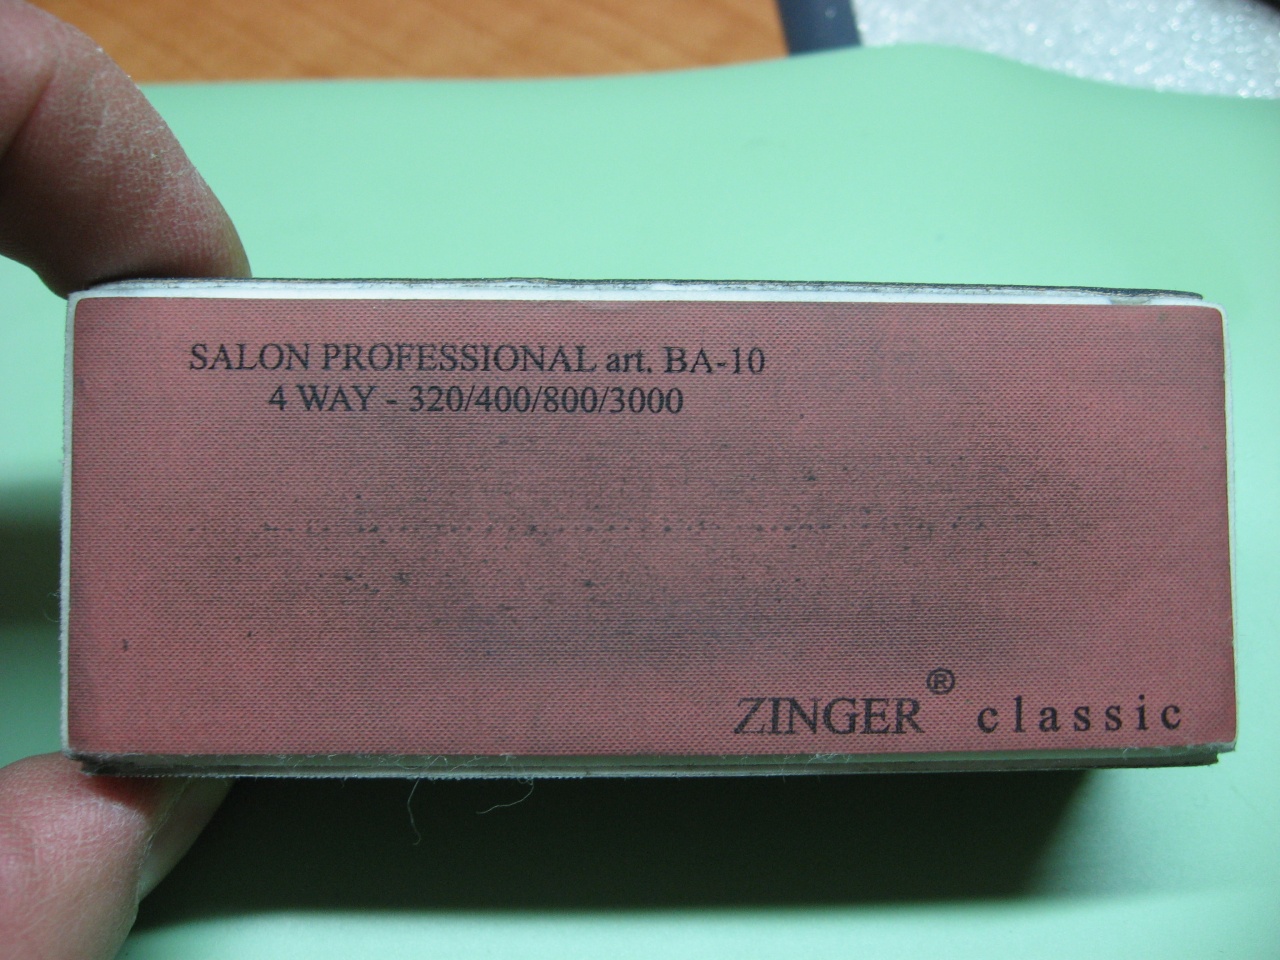 SALON PROFESSIONAL art. BA-10
4 WAY - 320/400/800/3000
ZINGER® classic